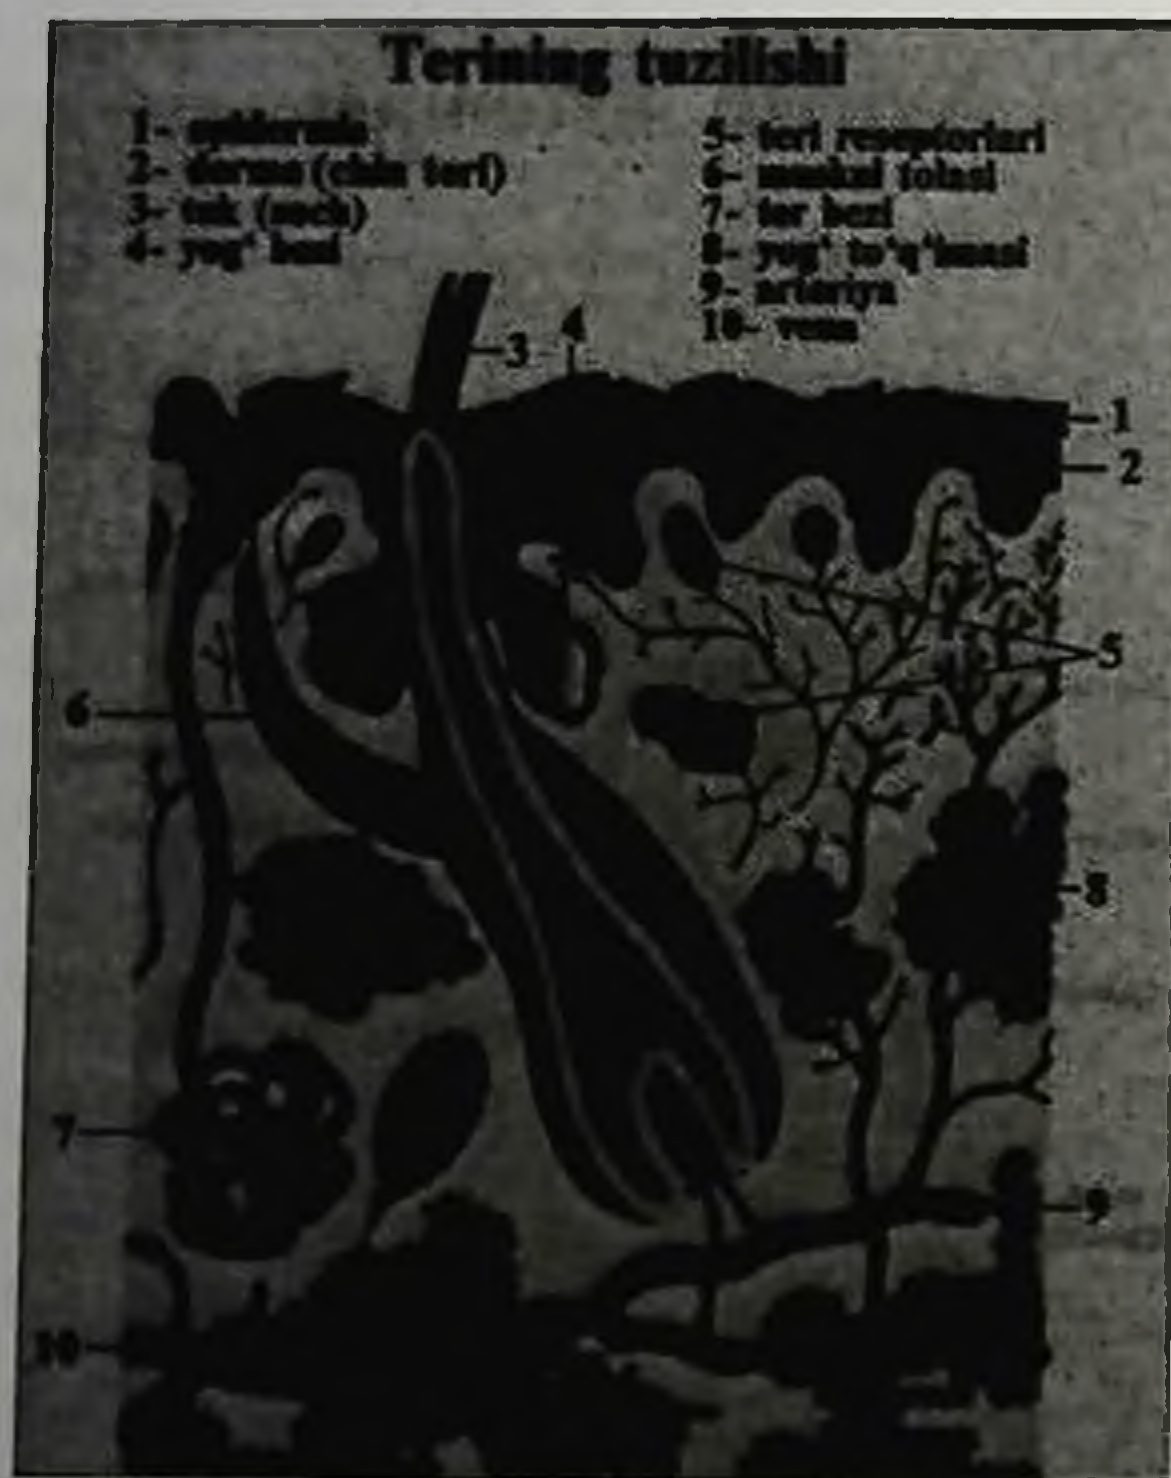 Terining tuzilishi
1- epidermis
2- derma (chin teri)
3- tuk (soch)
4- yog‘ bezi
5- teri reseptorlari
6- muskul tolasi
7- ter bezi
8- yog‘ to‘q‘imasi
9- arteriya
10- vena
3
4
1
2
5
6
8
7
9
10